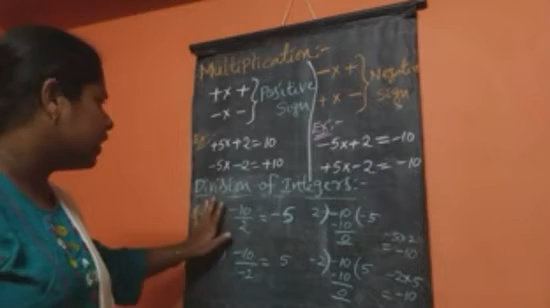 Multiplication:-
+ x + } Positive
- x - } Sign
- x + } Negative
+ x - } Sign
Ex:-
+5x+2=10
-5x-2=+10
Ex:-
-5x+2=-10
+5x-2=-10
Division of Integers:-
-10/2 = -5
2)-10(-5
-10
0
-5x2
=-10
-10/-2 = 5
-2)-10(5
-10
0
-2x5
=-10